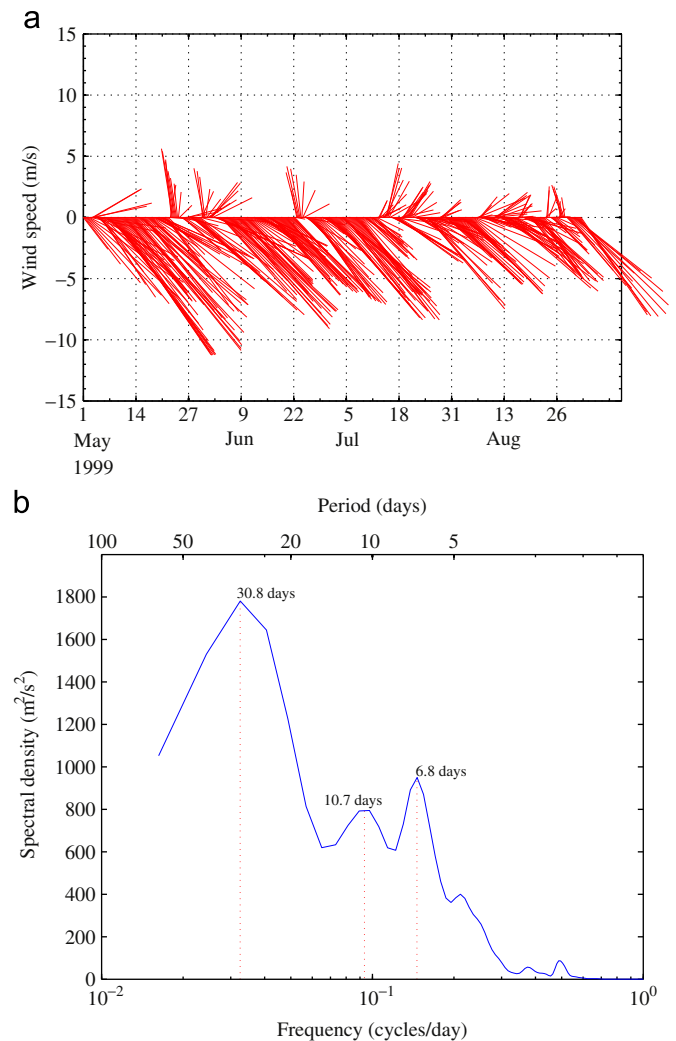 a
15
10
5
0
−5
−10
−15
Wind speed (m/s)
1 14 27 9 22 5 18 31 13 26
May Jun Jul Aug
1999
b
Period (days)
100 50 20 10 5
1800
1600
1400
1200
1000
800
600
400
200
0
Spectral density (m²/s²)
30.8 days
10.7 days
6.8 days
10⁻² 10⁻¹ 10⁰
Frequency (cycles/day)